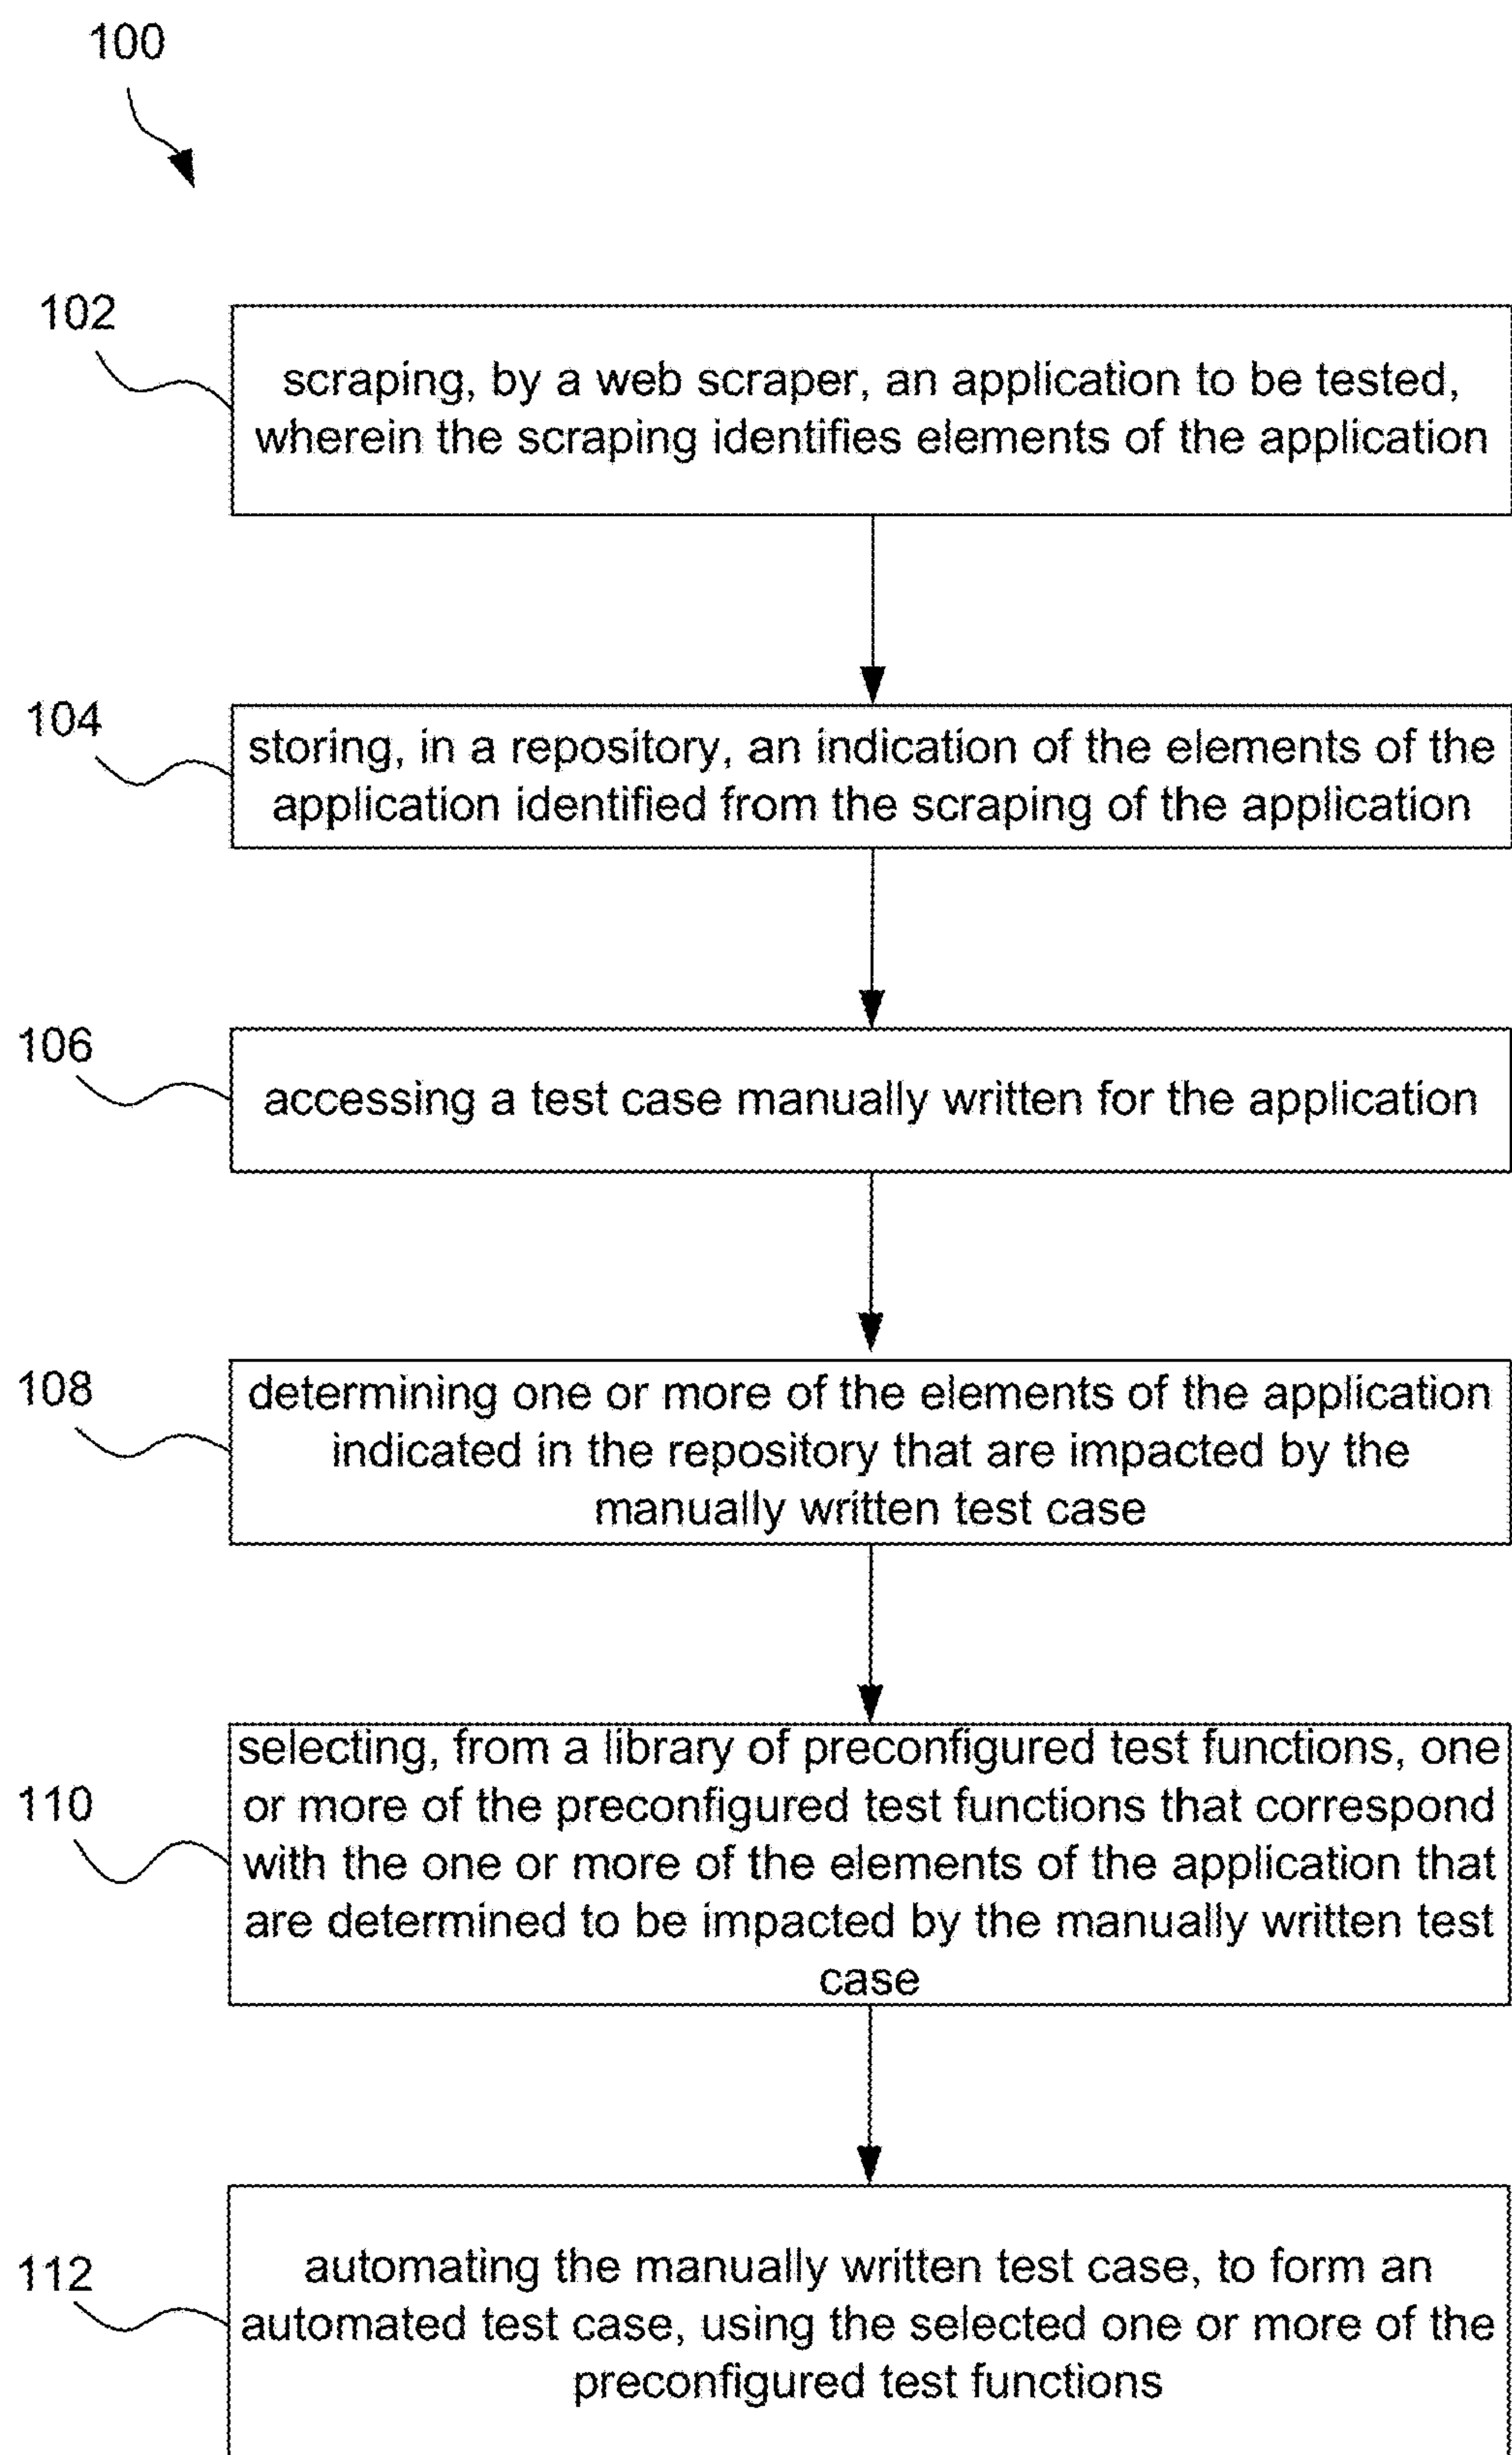 100
102
scraping, by a web scraper, an application to be tested,
wherein the scraping identifies elements of the application
104
storing, in a repository, an indication of the elements of the
application identified from the scraping of the application
106
accessing a test case manually written for the application
108
determining one or more of the elements of the application
indicated in the repository that are impacted by the
manually written test case
110
selecting, from a library of preconfigured test functions, one
or more of the preconfigured test functions that correspond
with the one or more of the elements of the application that
are determined to be impacted by the manually written test
case
112
automating the manually written test case, to form an
automated test case, using the selected one or more of the
preconfigured test functions